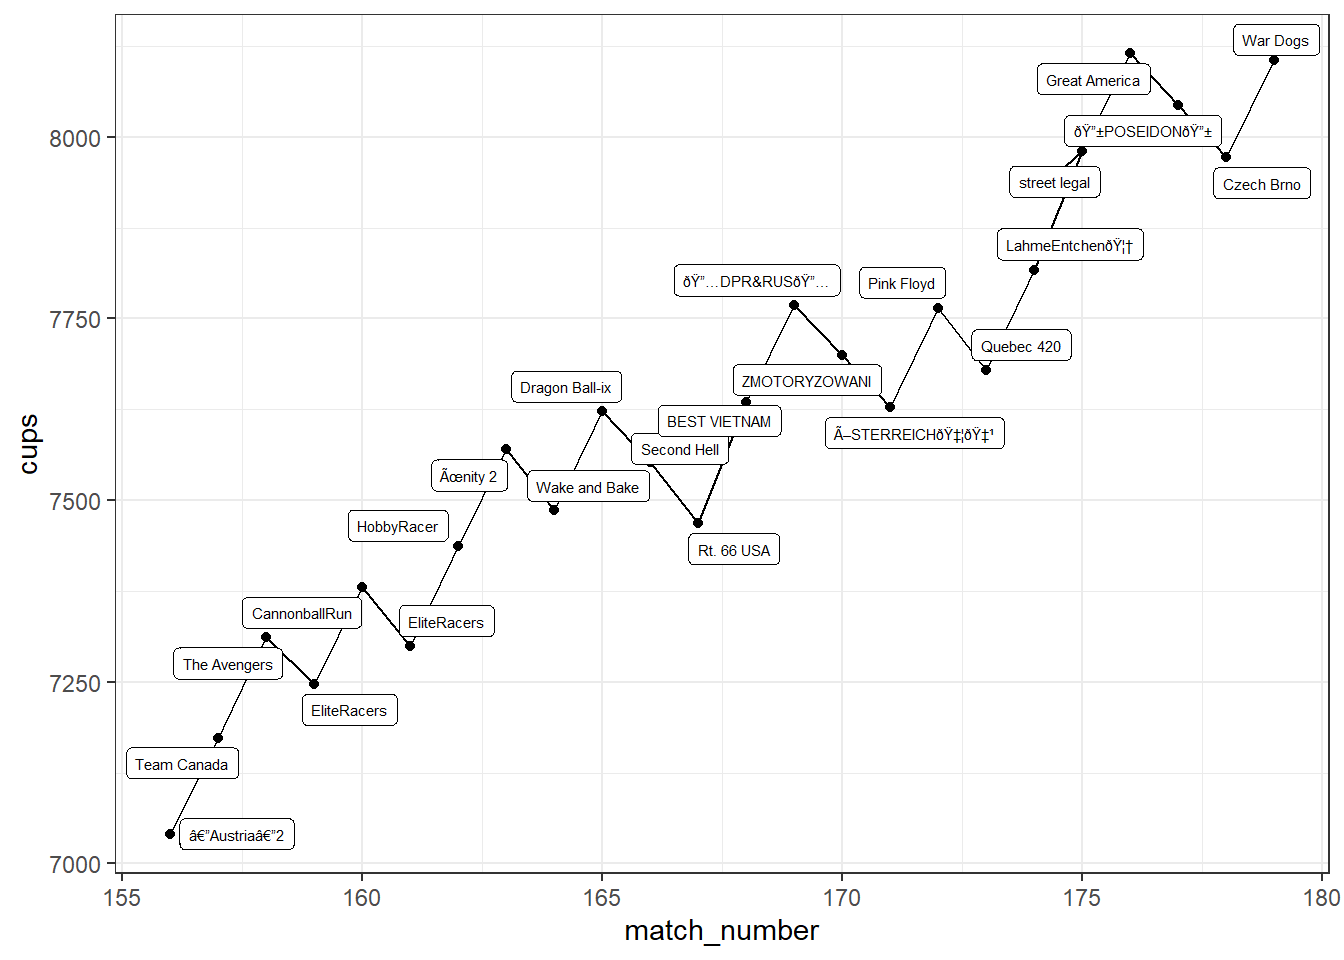 War Dogs
Great America
8000
ðŸ”±POSEIDONðŸ”±
street legal
Czech Brno
LahmeEntchenðŸ¦†
ðŸ”…DPR&RUSðŸ”…
Pink Floyd
7750
Quebec 420
ZMOTORYZOWANI
Dragon Ball-ix
BEST VIETNAM
Ã–STERREICHðŸ‡¦ðŸ‡¹
Second Hell
cups
Ãœnity 2
Wake and Bake
7500
HobbyRacer
Rt. 66 USA
CannonballRun
EliteRacers
The Avengers
7250
EliteRacers
Team Canada
â€”Austriaâ€”2
7000
155 160 165 170 175 180
match_number